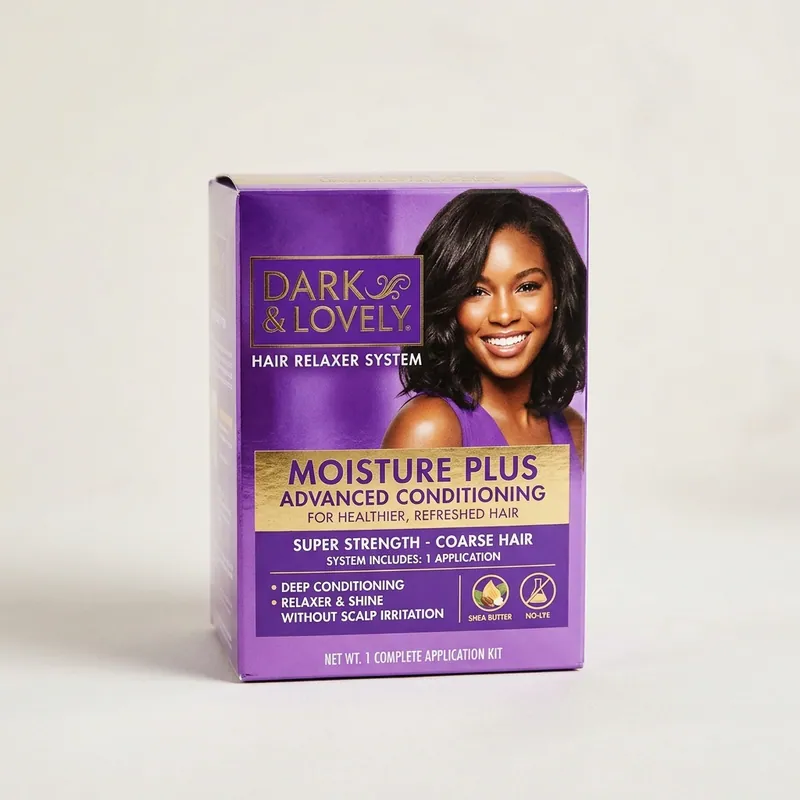 DARK
& LOVELY®
HAIR RELAXER SYSTEM
MOISTURE PLUS
ADVANCED CONDITIONING
FOR HEALTHIER, REFRESHED HAIR
SUPER STRENGTH - COARSE HAIR
SYSTEM INCLUDES: 1 APPLICATION
• DEEP CONDITIONING
• RELAXER & SHINE
WITHOUT SCALP IRRITATION
SHEA BUTTER
NO-LYE
NET WT. 1 COMPLETE APPLICATION KIT